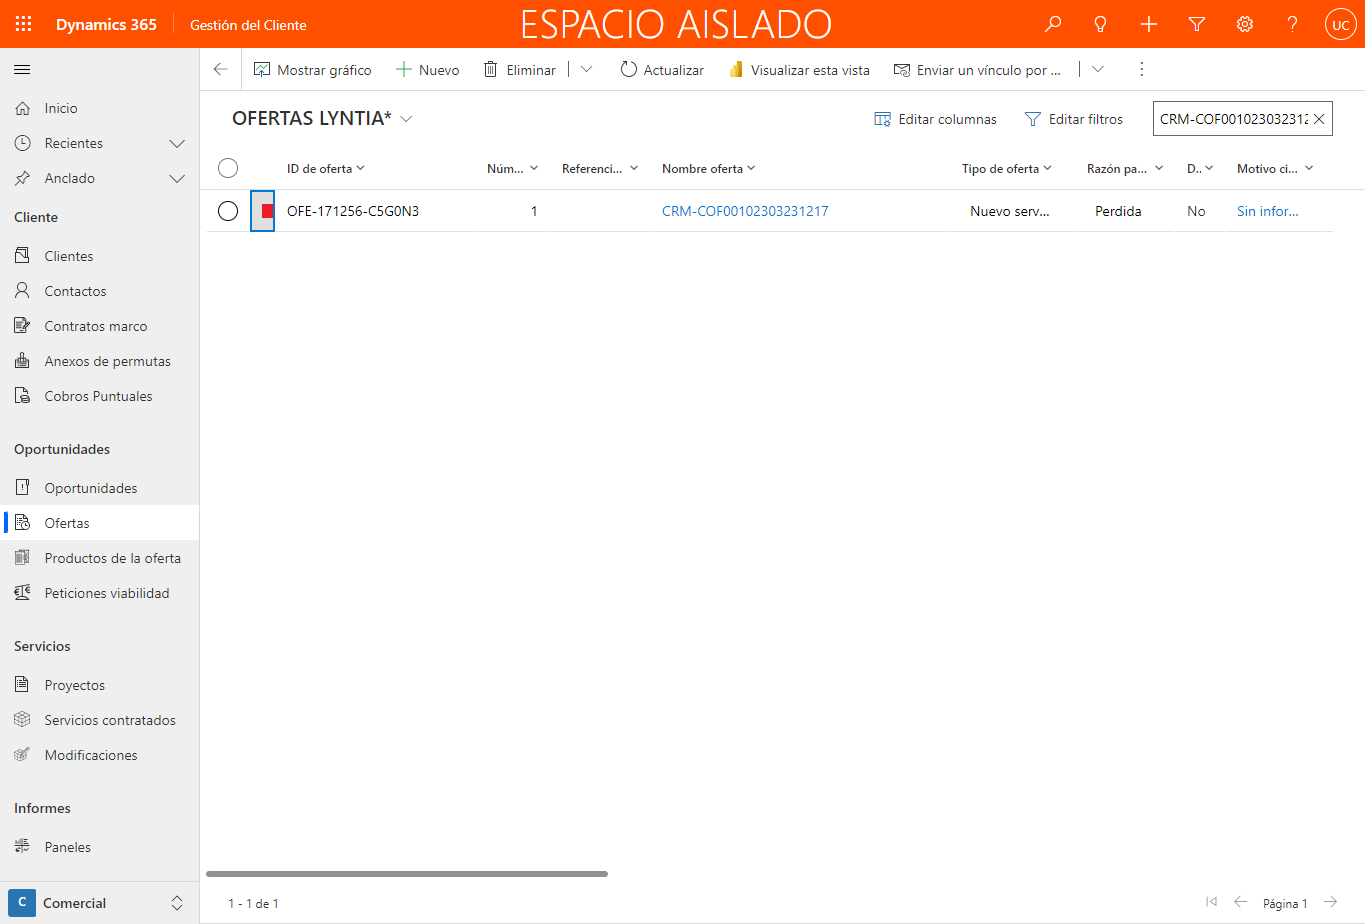 Dynamics 365 Gestión del Cliente ESPACIO AISLADO ? UC
Mostrar gráfico Nuevo Eliminar Actualizar Visualizar esta vista Enviar un vínculo por ...
OFERTAS LYNTIA* Editar columnas Editar filtros CRM-COF00102303231217
ID de oferta Núm... Referenci... Nombre oferta Tipo de oferta Razón pa... D.. Motivo ci...
OFE-171256-C5G0N3 1 CRM-COF00102303231217 Nuevo serv... Perdida No Sin infor...
Inicio
Recientes
Anclado
Cliente
Clientes
Contactos
Contratos marco
Anexos de permutas
Cobros Puntuales
Oportunidades
Oportunidades
Ofertas
Productos de la oferta
Peticiones viabilidad
Servicios
Proyectos
Servicios contratados
Modificaciones
Informes
Paneles
C Comercial
1 - 1 de 1 Página 1